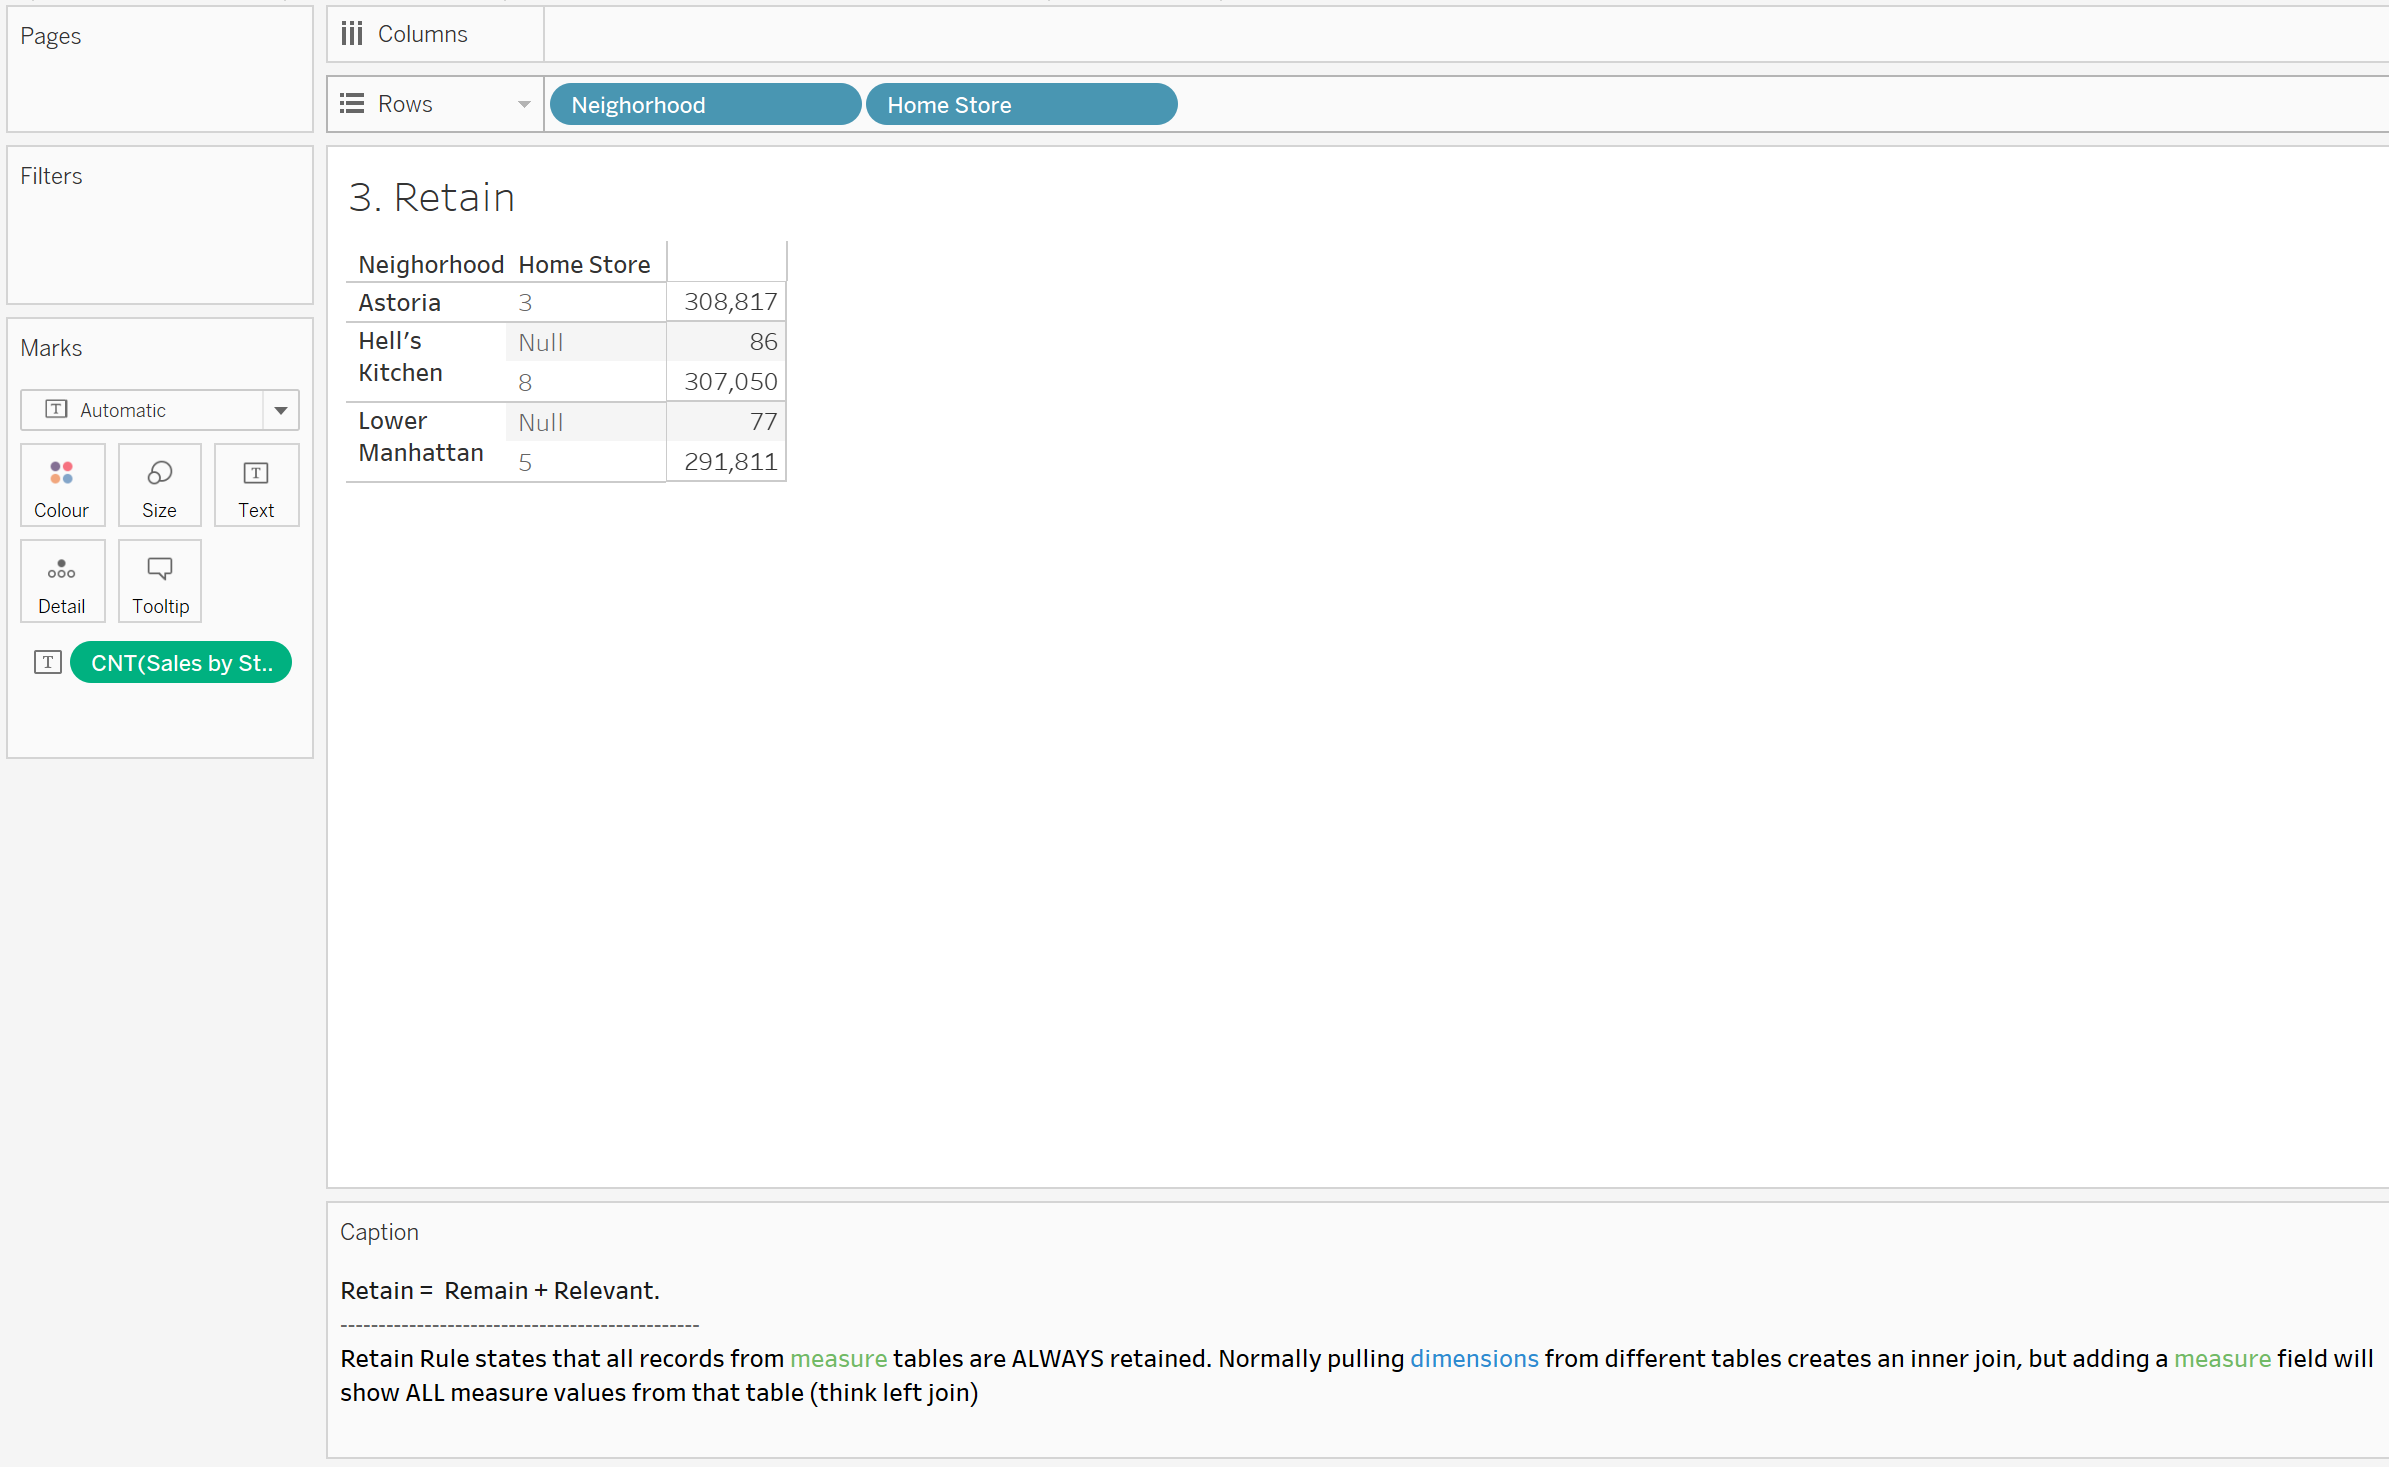 Pages
Columns
Rows
Neighorhood
Home Store
Filters
3. Retain
Neighorhood Home Store
Astoria 3 308,817
Hell's Kitchen Null 86
8 307,050
Lower Manhattan Null 77
5 291,811
Marks
Automatic
Colour
Size
Text
Detail
Tooltip
CNT(Sales by St..
Caption
Retain = Remain + Relevant.
-----------------------------------------------
Retain Rule states that all records from measure tables are ALWAYS retained. Normally pulling dimensions from different tables creates an inner join, but adding a measure field will
show ALL measure values from that table (think left join)